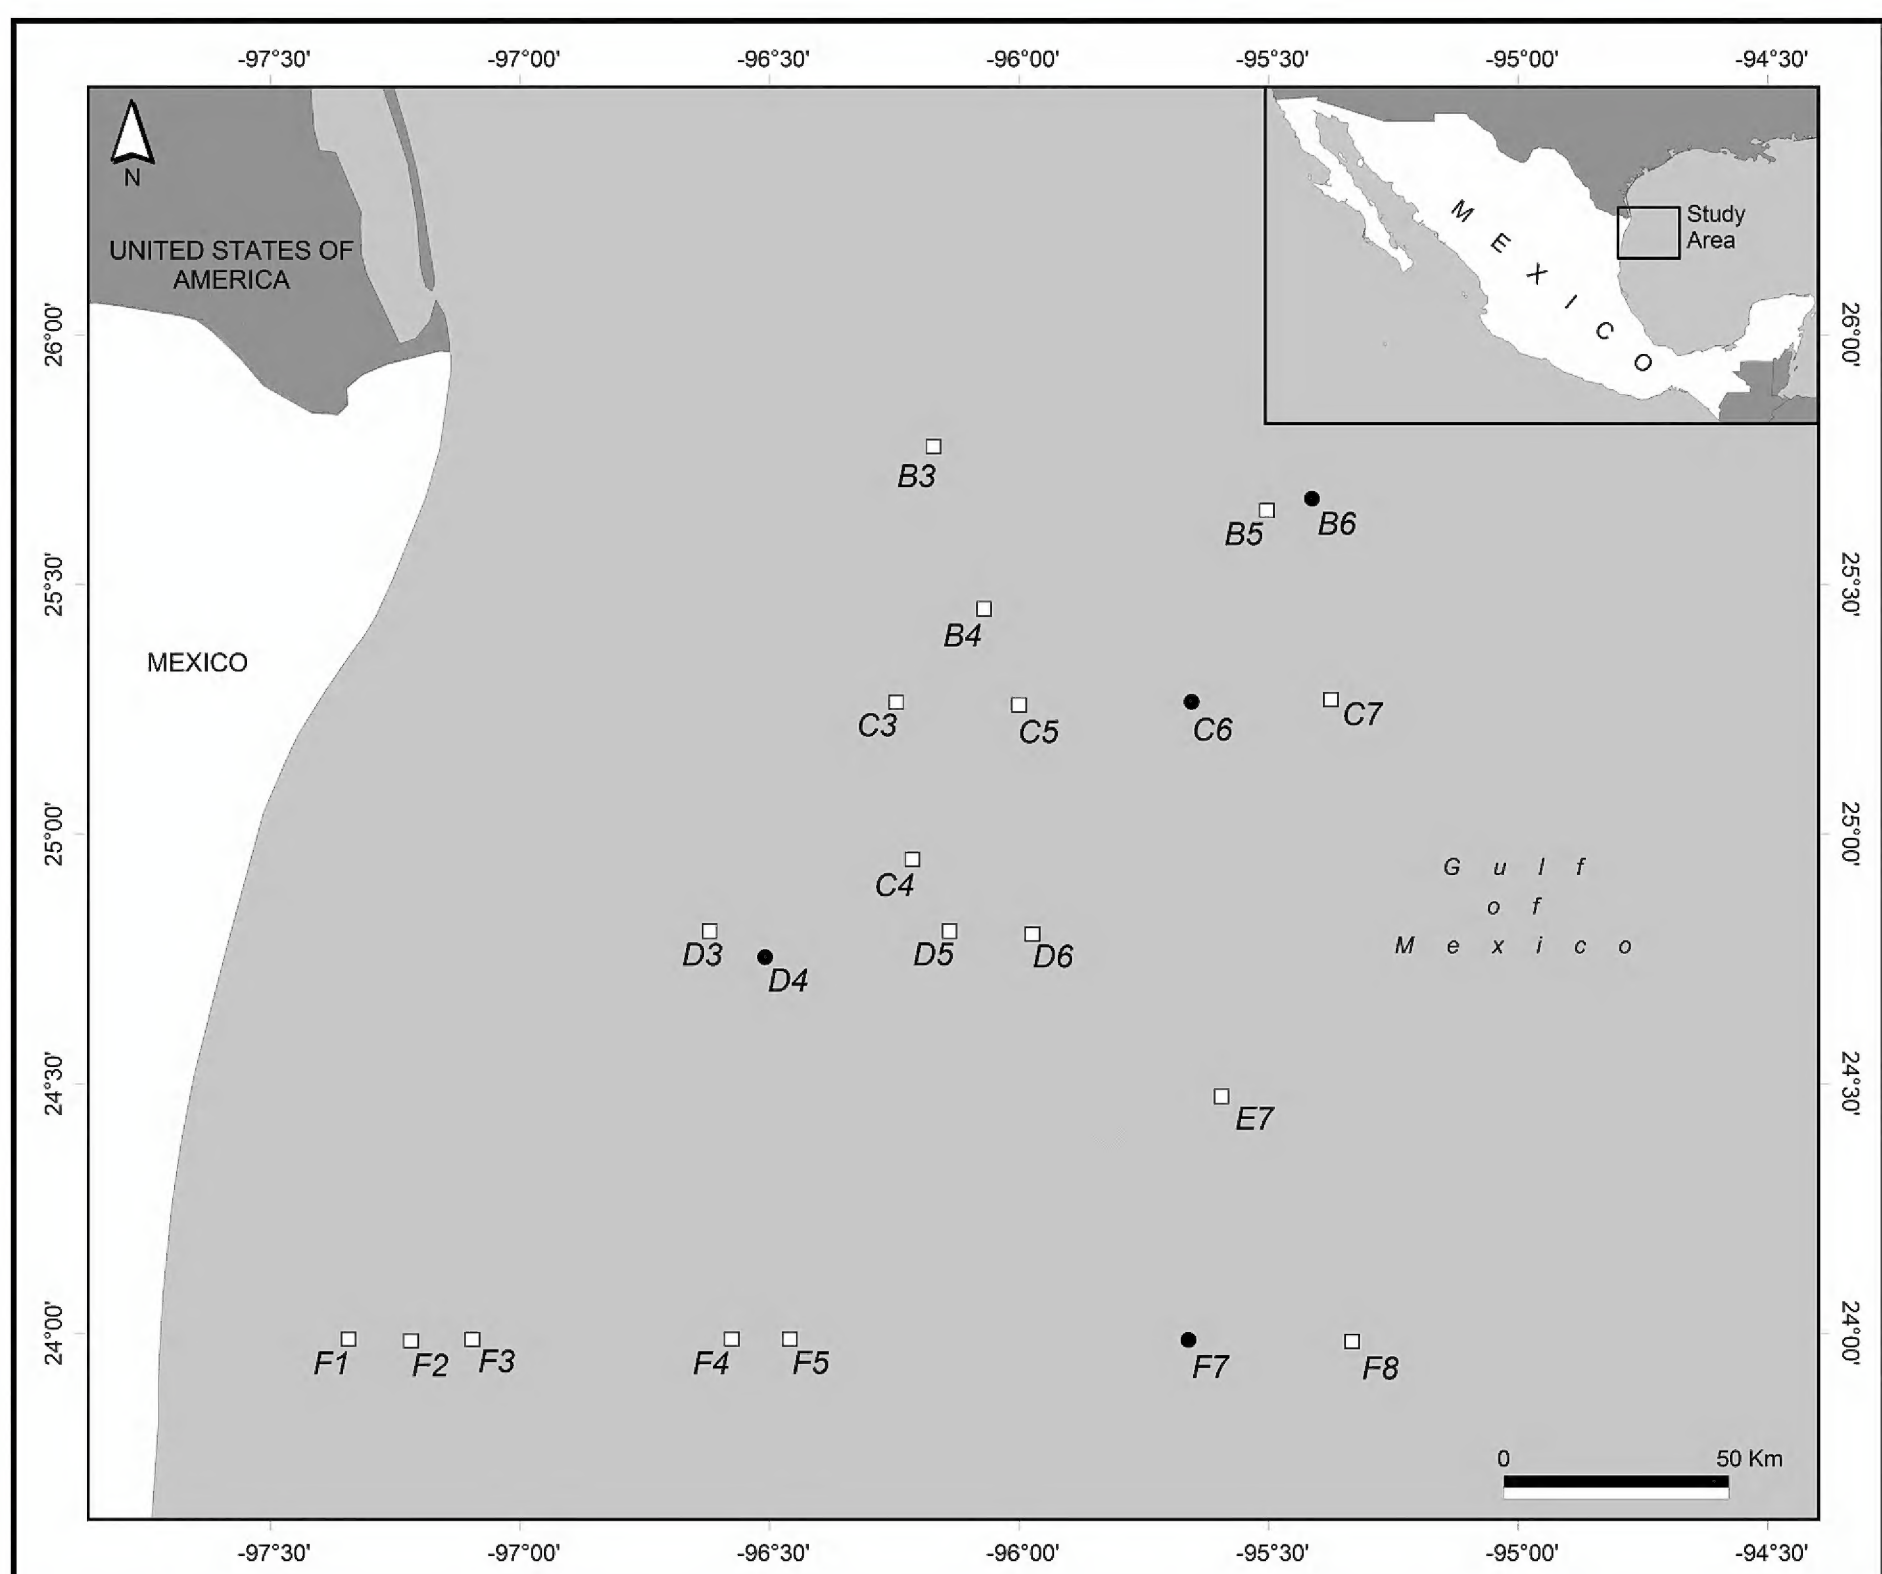 -97°30' -97°00' -96°30' -96°00' -95°30' -95°00' -94°30'
N
UNITED STATES OF
AMERICA
MEXICO
Study
Area
26°00' 26°00'
B3
B5 B6
25°30' 25°30'
B4
MEXICO
C3 C5 C6 C7
25°00' 25°00'
Gulf
of
Mexico
C4
D3 D4 D5 D6
24°30' 24°30'
E7
24°00' 24°00'
F1 F2 F3 F4 F5 F7 F8
0 50 Km
-97°30' -97°00' -96°30' -96°00' -95°30' -95°00' -94°30'